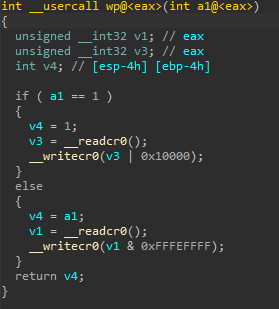 int __usercall wp@<eax>(int a1@<eax>)
{
unsigned __int32 v1; // eax
unsigned __int32 v3; // eax
int v4; // [esp-4h] [ebp-4h]
if ( a1 == 1 )
{
v4 = 1;
v3 = __readcr0();
__writecr0(v3 | 0x10000);
}
else
{
v4 = a1;
v1 = __readcr0();
__writecr0(v1 & 0xFFFEFFFF);
}
return v4;
}